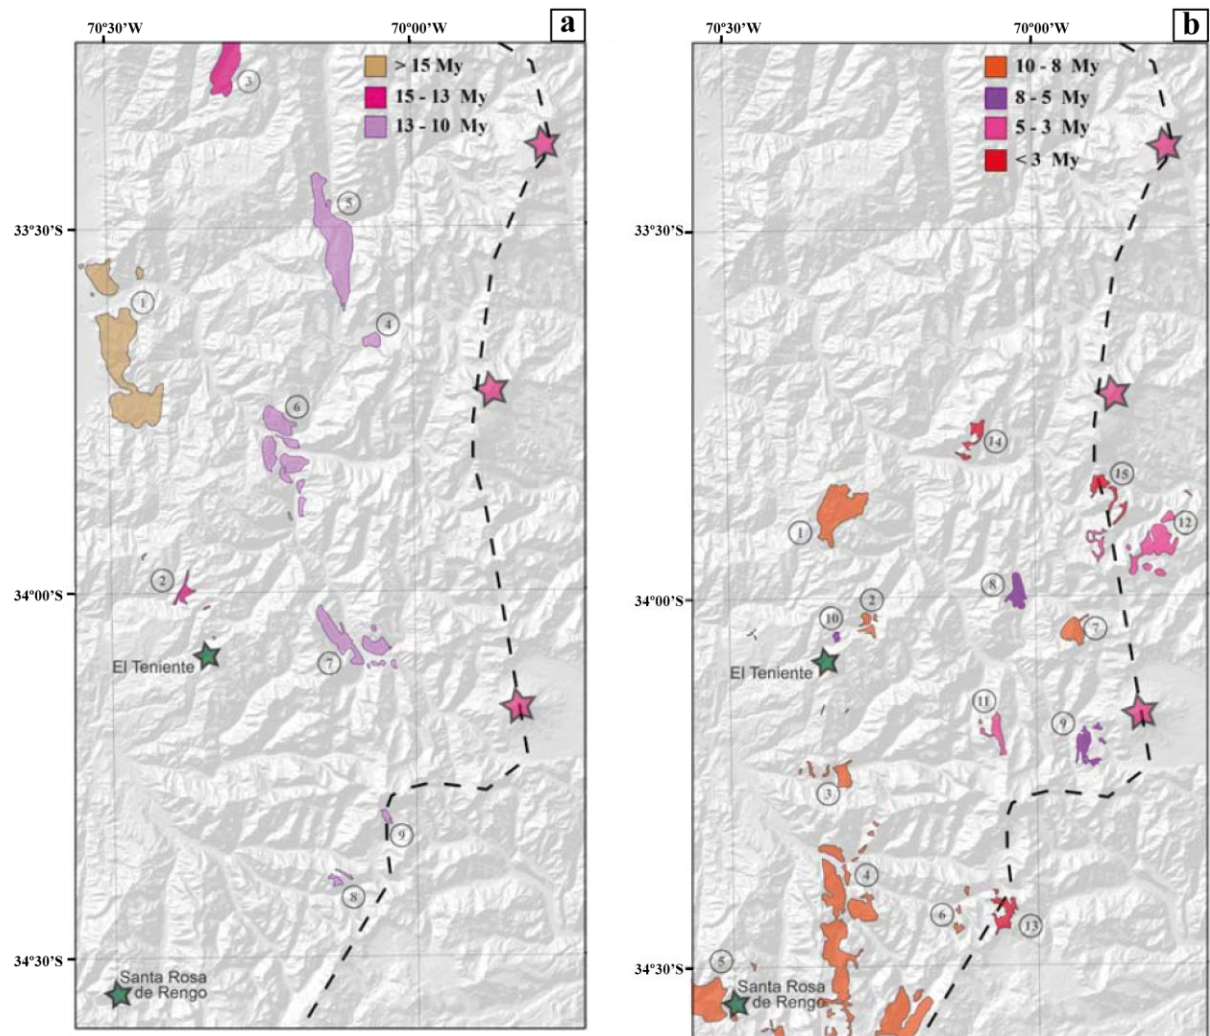 70°30'W
70°00'W
a
> 15 My
15 - 13 My
13 - 10 My
3
5
33°30'S
1
4
6
2
34°00'S
El Teniente
7
9
8
34°30'S
Santa Rosa
de Rengo
70°30'W
70°00'W
b
10 - 8 My
8 - 5 My
5 - 3 My
< 3 My
33°30'S
14
15
12
1
8
2
34°00'S
10
7
El Teniente
11
9
3
4
6
13
5
34°30'S
Santa Rosa
de Rengo